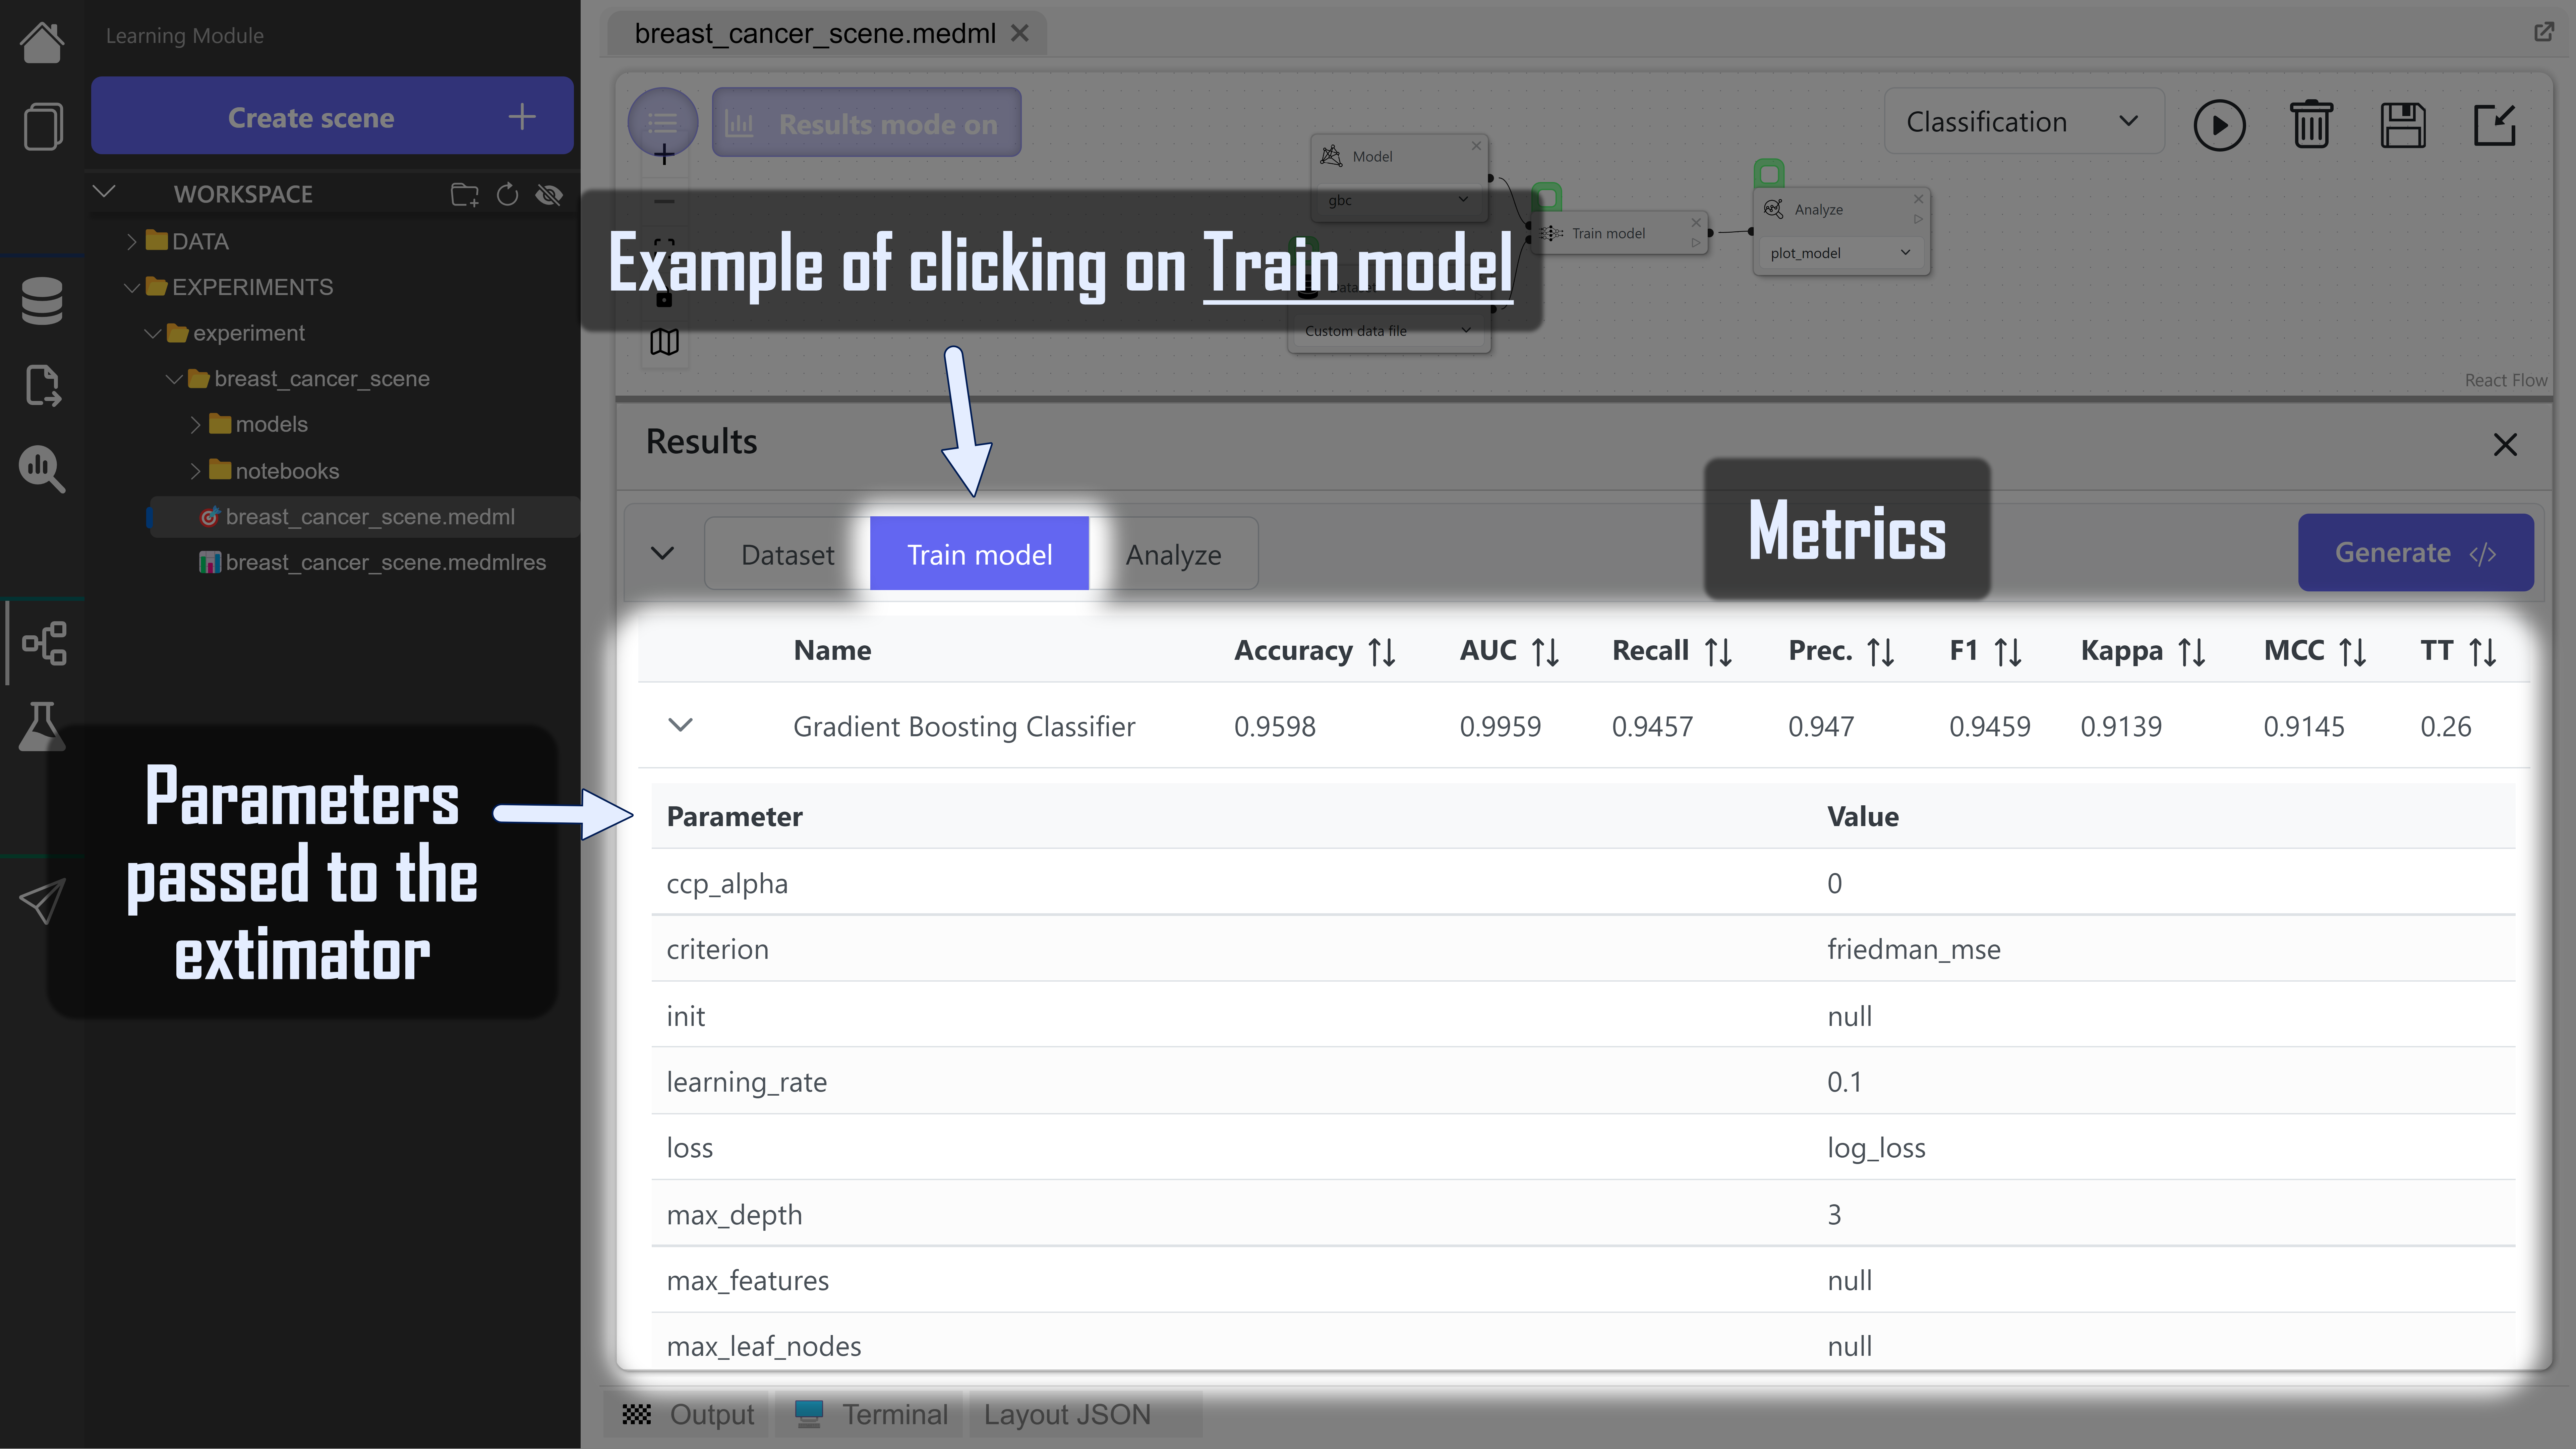 Learning Module
Create scene
WORKSPACE
DATA
EXPERIMENTS
experiment
breast_cancer_scene
models
notebooks
breast_cancer_scene.medml
breast_cancer_scene.medmlres
Parameters
passed to the
extimator
breast_cancer_scene.medml
Results mode on
Classification
Model
gbc
Example of clicking on Train model
Custom data file
Train model
Analyze
plot_model
React Flow
Results
Metrics
Dataset
Train model
Analyze
Generate </>
Name Accuracy AUC Recall Prec. F1 Kappa MCC TT
Gradient Boosting Classifier 0.9598 0.9959 0.9457 0.947 0.9459 0.9139 0.9145 0.26
Parameter Value
ccp_alpha 0
criterion friedman_mse
init null
learning_rate 0.1
loss log_loss
max_depth 3
max_features null
max_leaf_nodes null
Output
Terminal
Layout JSON